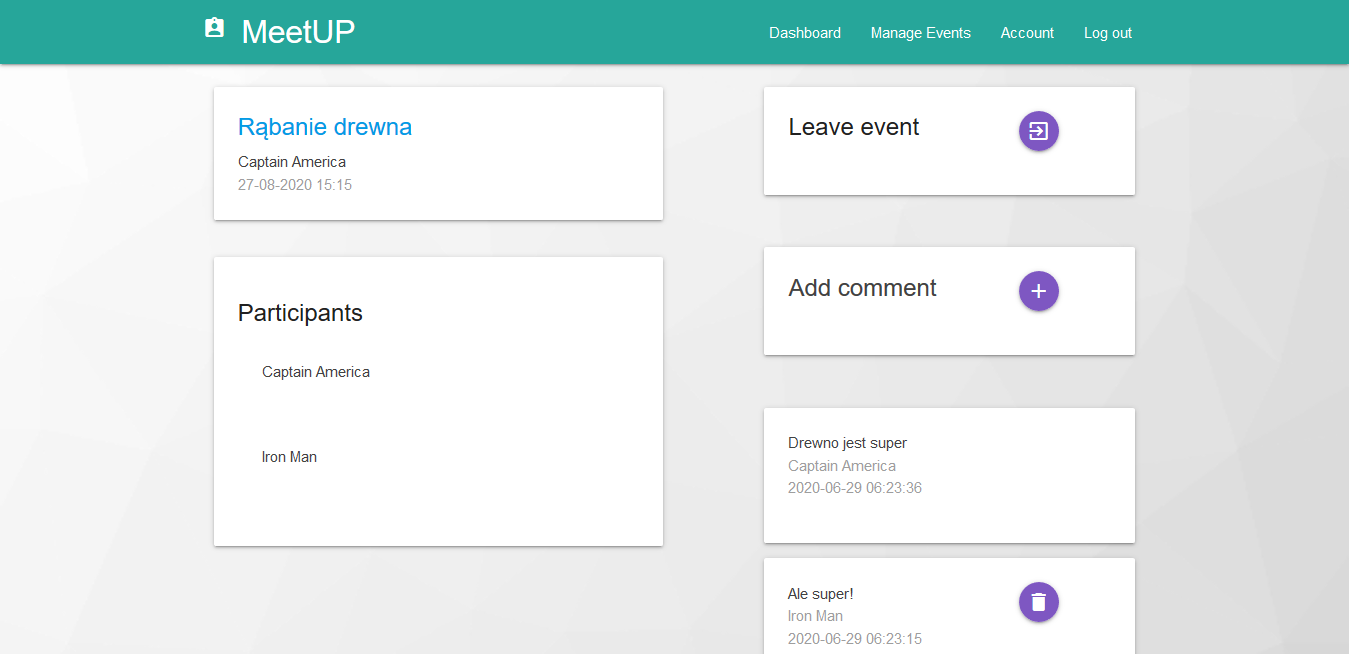 MeetUP
Dashboard
Manage Events
Account
Log out
Rąbanie drewna
Captain America
27-08-2020 15:15
Participants
Captain America
Iron Man
Leave event
Add comment
Drewno jest super
Captain America
2020-06-29 06:23:36
Ale super!
Iron Man
2020-06-29 06:23:15